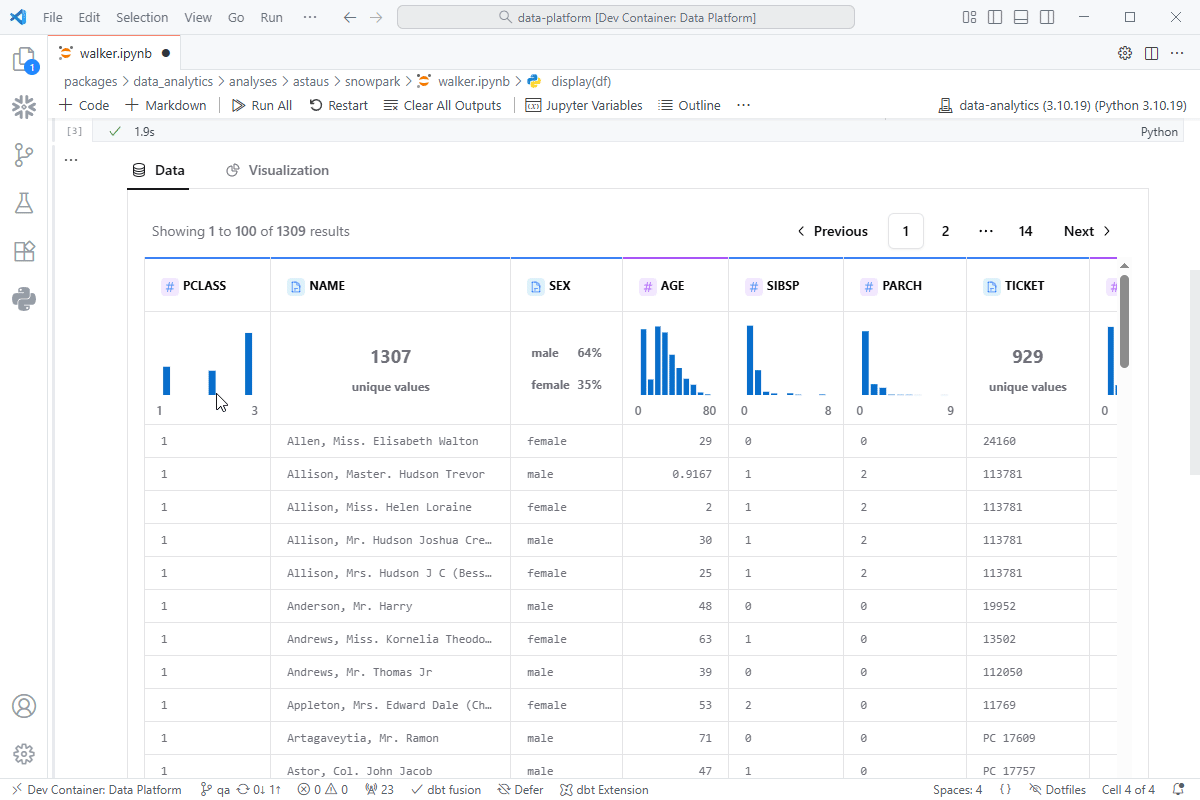 File Edit Selection View Go Run ··· data-platform [Dev Container: Data Platform]
walker.ipynb
1
packages > data_analytics > analyses > astaus > snowpark > walker.ipynb > display(df)
Code Markdown Run All Restart Clear All Outputs Jupyter Variables Outline ··· data-analytics (3.10.19) (Python 3.10.19)
[3] 1.9s Python
Data Visualization
Showing 1 to 100 of 1309 results Previous 1 2 ··· 14 Next
# PCLASS NAME SEX # AGE # SIBSP # PARCH TICKET #
1307 929
male 64%
unique values female 35% unique values
1 3 0 80 0 8 0 9 0
1 Allen, Miss. Elisabeth Walton female 29 0 0 24160
1 Allison, Master. Hudson Trevor male 0.9167 1 2 113781
1 Allison, Miss. Helen Loraine female 2 1 2 113781
1 Allison, Mr. Hudson Joshua Cre… male 30 1 2 113781
1 Allison, Mrs. Hudson J C (Bess… female 25 1 2 113781
1 Anderson, Mr. Harry male 48 0 0 19952
1 Andrews, Miss. Kornelia Theodo… female 63 1 0 13502
1 Andrews, Mr. Thomas Jr male 39 0 0 112050
1 Appleton, Mrs. Edward Dale (Ch… female 53 2 0 11769
1 Artagaveytia, Mr. Ramon male 71 0 0 PC 17609
1 Astor, Col. John Jacob male 47 1 0 PC 17757
Dev Container: Data Platform qa 0↓ 1↑ 0 0 23 dbt fusion Defer dbt Extension Spaces: 4 {} Dotfiles Cell 4 of 4